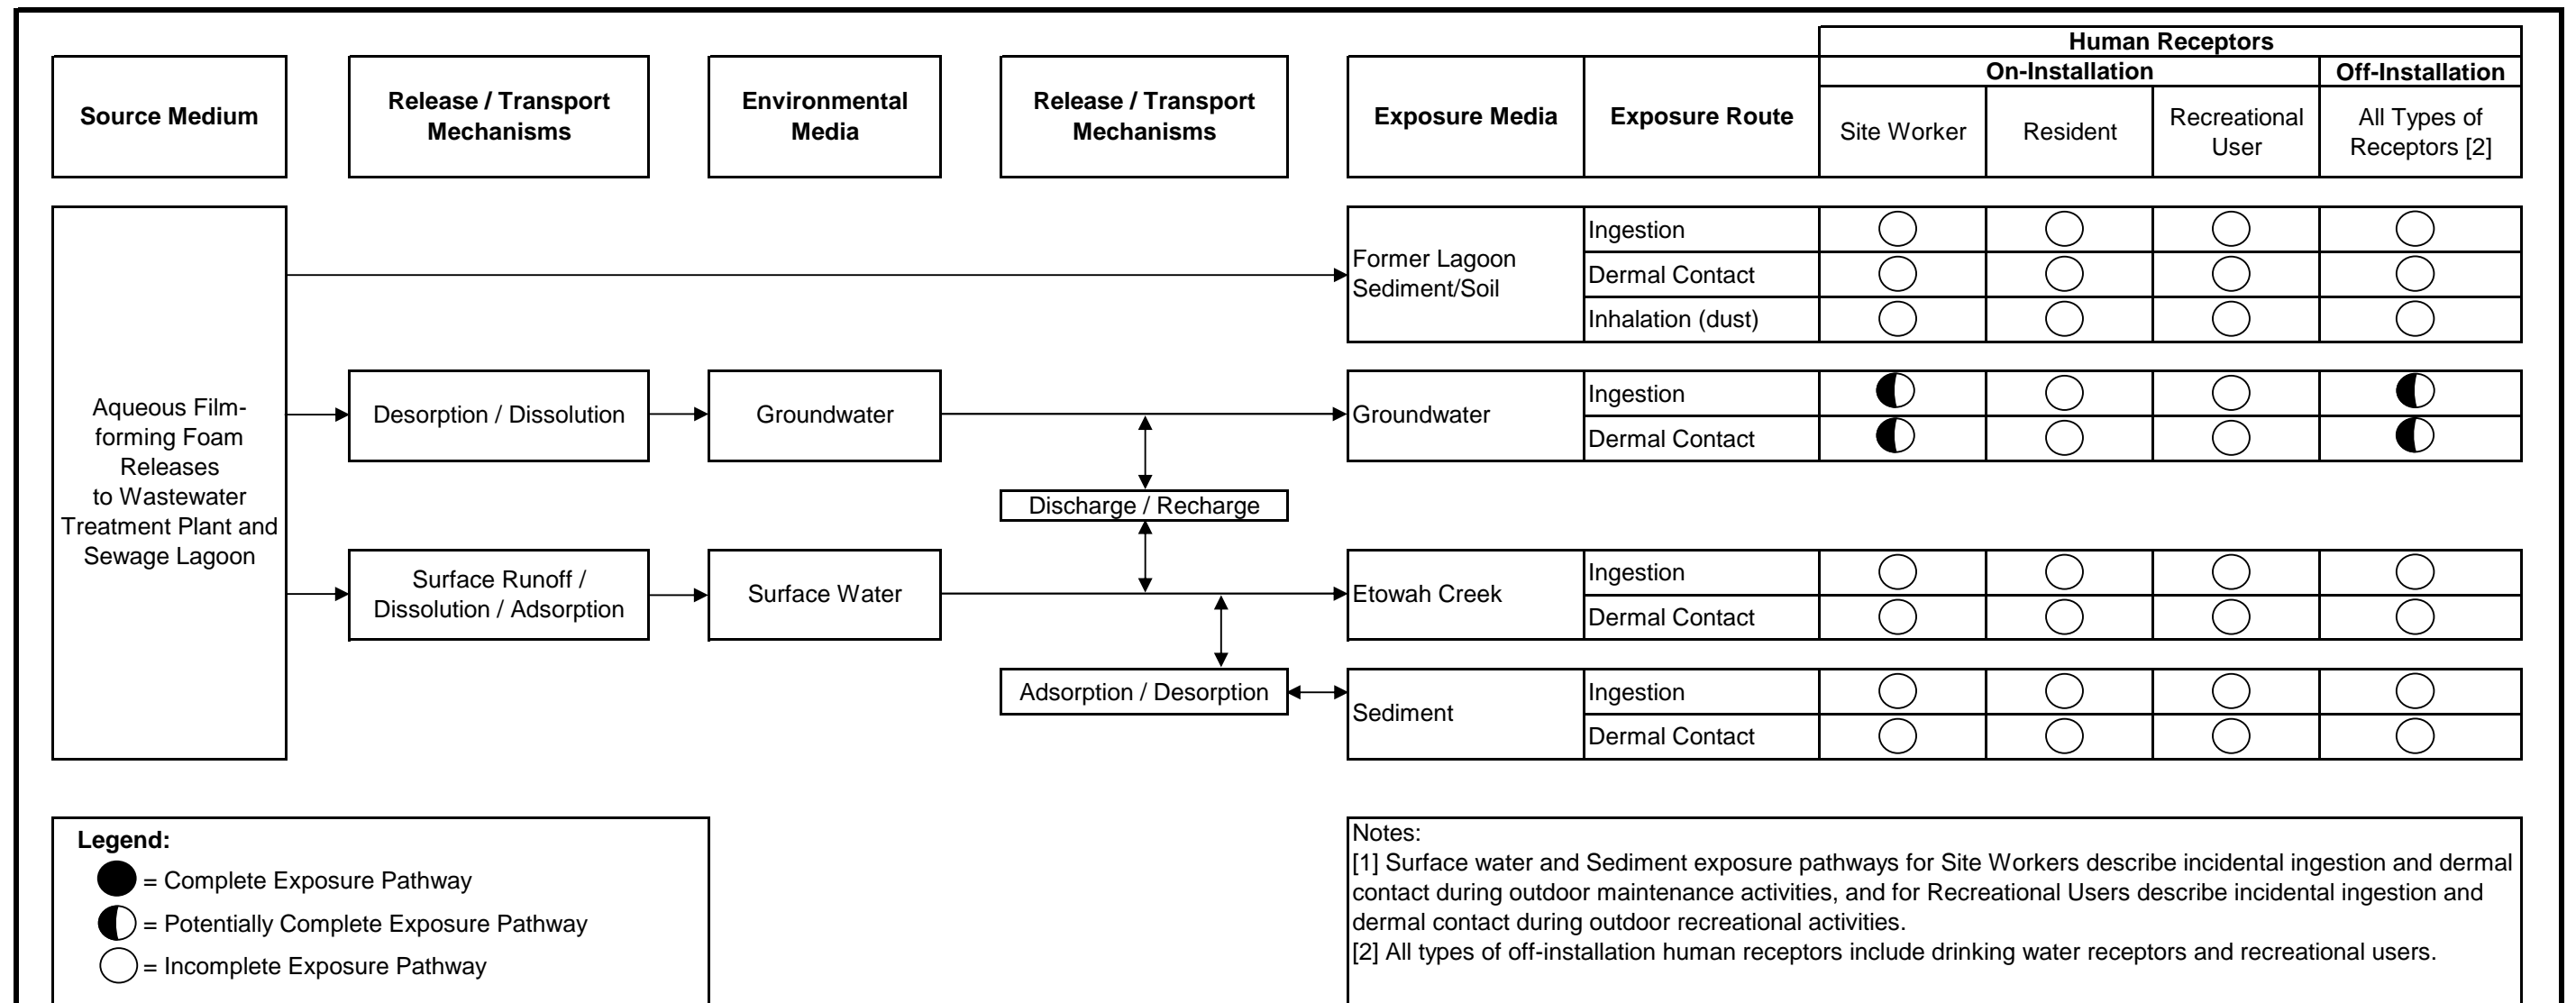 Human Receptors
On-Installation
Off-Installation
Source Medium
Release / Transport
Mechanisms
Environmental
Media
Release / Transport
Mechanisms
Exposure Media
Exposure Route
Site Worker
Resident
Recreational
User
All Types of
Receptors [2]
Aqueous Film-
forming Foam
Releases
to Wastewater
Treatment Plant and
Sewage Lagoon
Former Lagoon
Sediment/Soil
Ingestion
Dermal Contact
Inhalation (dust)
Desorption / Dissolution
Groundwater
Groundwater
Ingestion
Dermal Contact
Discharge / Recharge
Surface Runoff /
Dissolution / Adsorption
Surface Water
Etowah Creek
Ingestion
Dermal Contact
Adsorption / Desorption
Sediment
Ingestion
Dermal Contact
Legend:
= Complete Exposure Pathway
= Potentially Complete Exposure Pathway
= Incomplete Exposure Pathway
Notes:
[1] Surface water and Sediment exposure pathways for Site Workers describe incidental ingestion and dermal
contact during outdoor maintenance activities, and for Recreational Users describe incidental ingestion and
dermal contact during outdoor recreational activities.
[2] All types of off-installation human receptors include drinking water receptors and recreational users.